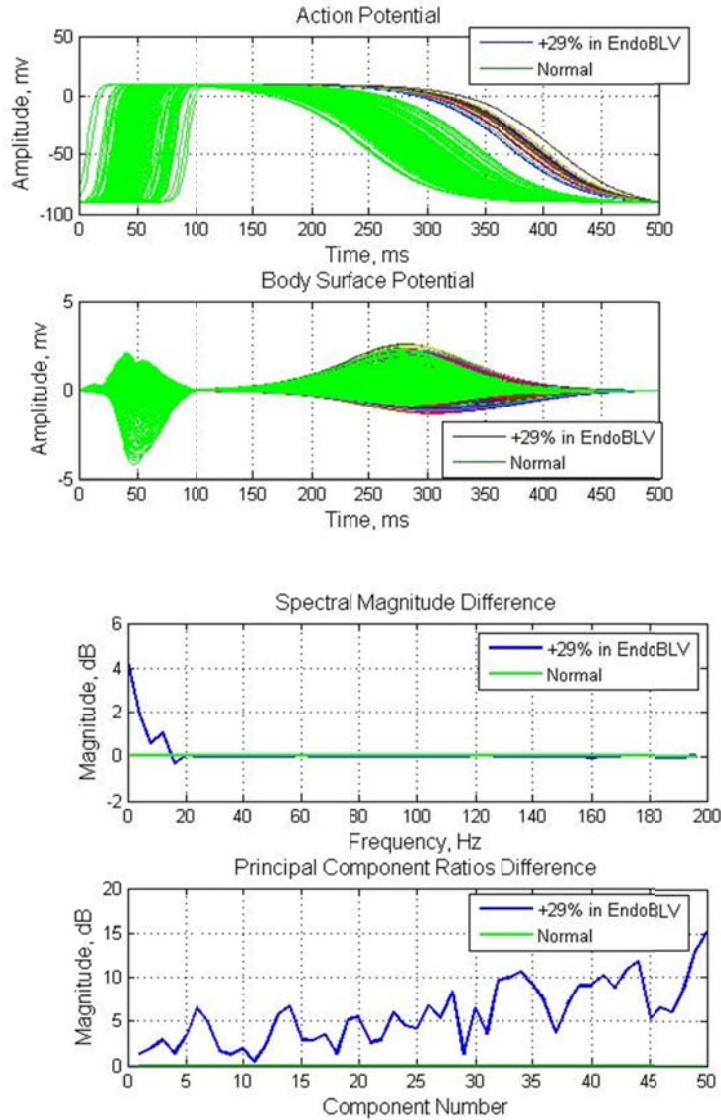 Action Potential
+29% in EndoBLV
Normal
Amplitude, mv
50
0
-50
-100
0 50 100 150 200 250 300 350 400 450 500
Time, ms
Body Surface Potential
Amplitude, mv
5
0
-5
+29% in EndoBLV
Normal
0 50 100 150 200 250 300 350 400 450 500
Time, ms
Spectral Magnitude Difference
Magnitude, dB
6
4
2
0
-2
+29% in EndoBLV
Normal
0 20 40 60 80 100 120 140 160 180 200
Frequency, Hz
Principal Component Ratios Difference
Magnitude, dB
20
15
10
5
0
+29% in EndoBLV
Normal
0 5 10 15 20 25 30 35 40 45 50
Component Number